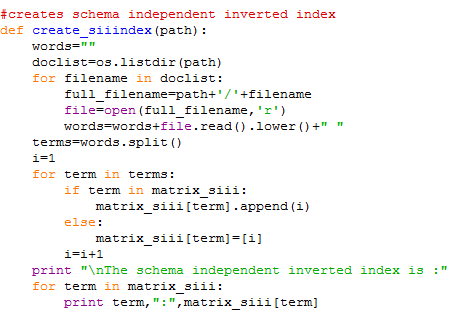 #creates schema independent inverted index
def create_siiindex(path):
    words=""
    doclist=os.listdir(path)
    for filename in doclist:
        full_filename=path+'/'+filename
        file=open(full_filename,'r')
        words=words+file.read().lower()+" "
    terms=words.split()
    i=1
    for term in terms:
        if term in matrix_siii:
            matrix_siii[term].append(i)
        else:
            matrix_siii[term]=[i]
        i=i+1
    print "\nThe schema independent inverted index is :"
    for term in matrix_siii:
        print term,":",matrix_siii[term]